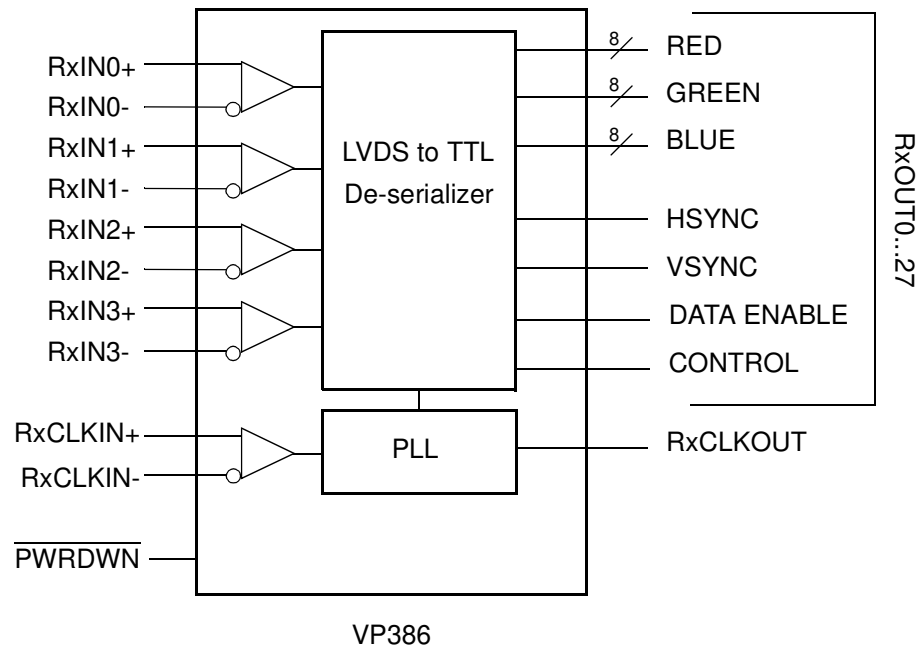 RxIN0+
RxIN0-
RxIN1+
RxIN1-
RxIN2+
RxIN2-
RxIN3+
RxIN3-
RxCLKIN+
RxCLKIN-
PWRDWN
LVDS to TTL
De-serializer
PLL
8
RED
8
GREEN
8
BLUE
HSYNC
VSYNC
DATA ENABLE
CONTROL
RxCLKOUT
RxOUT0...27
VP386